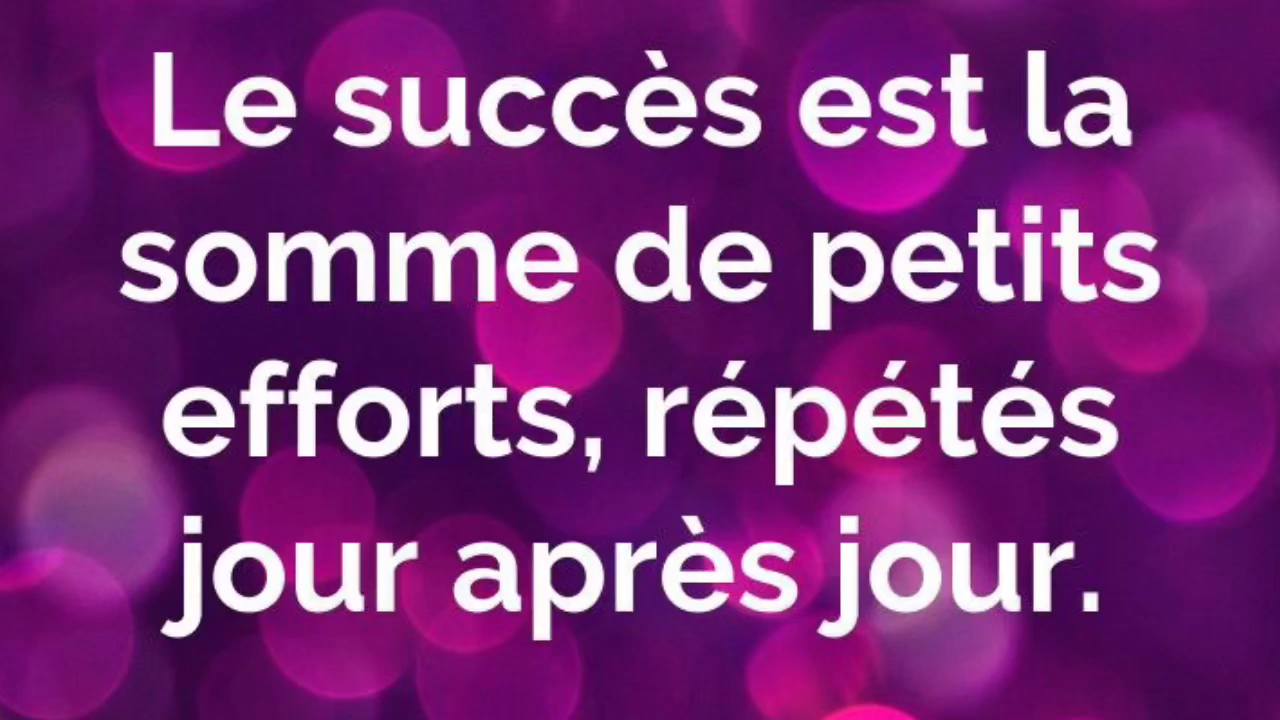 Le succès est la
somme de petits
efforts, répétés
jour après jour.